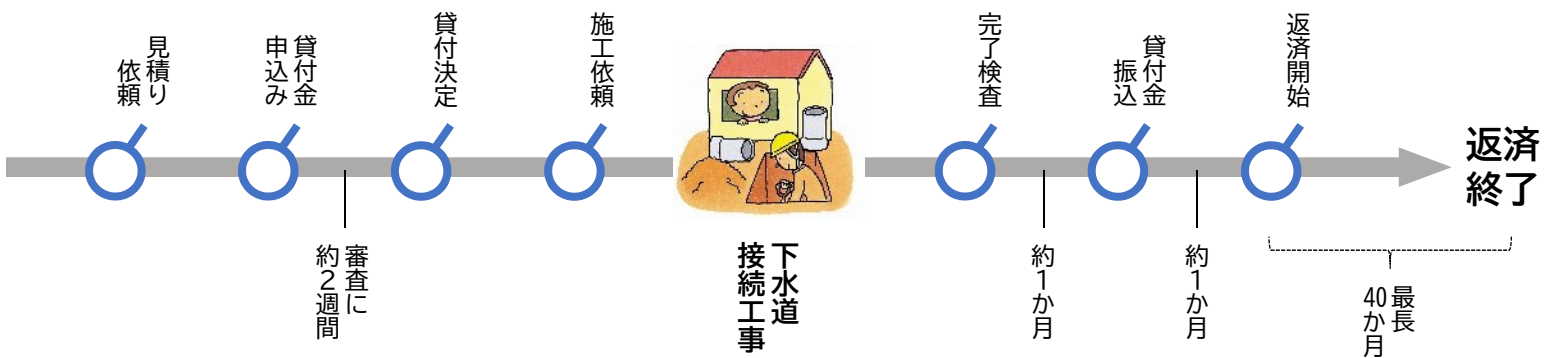 見積り
依頼
貸付金
申込み
貸付決定
施工依頼
完了検査
貸付金
振込
返済開始
返済
終了
審査に
約2週間
下水道
接続工事
約1か月
約1か月
最長
40か月